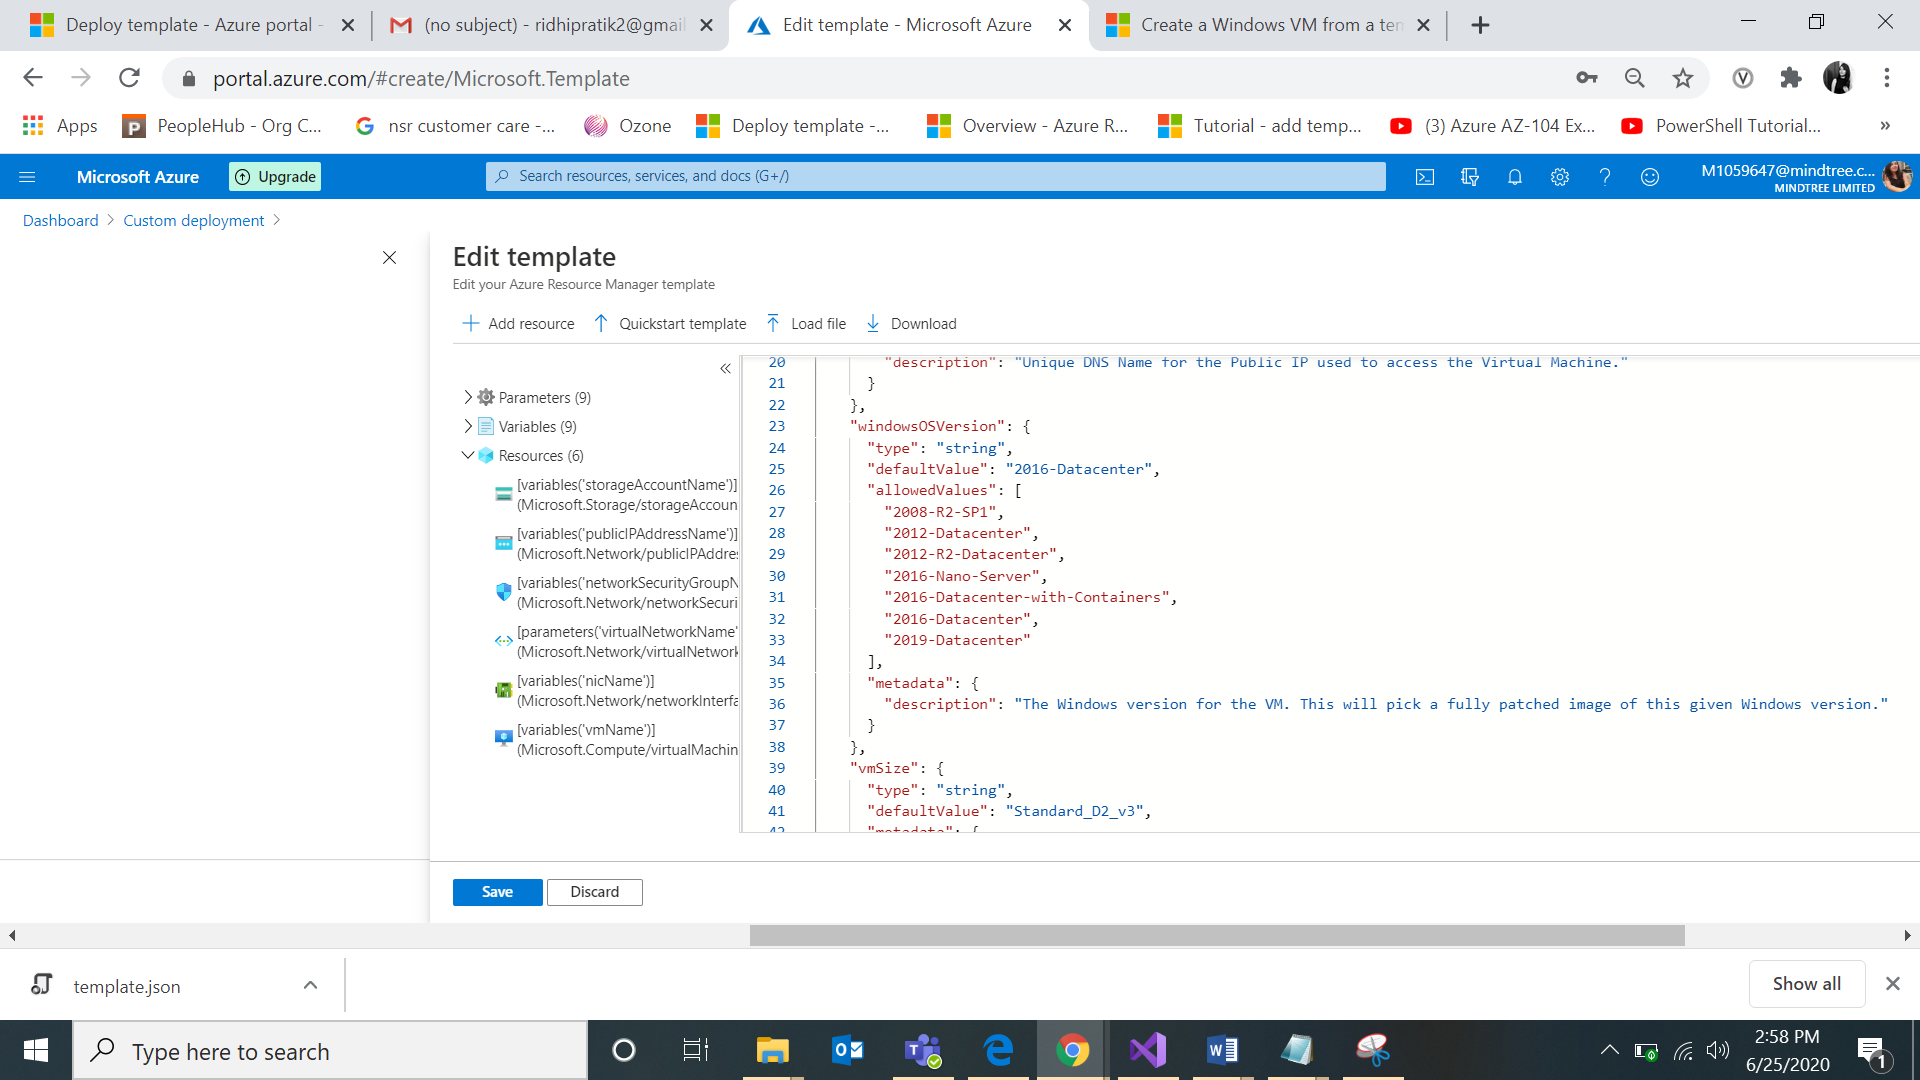 Deploy template - Azure portal -
(no subject) - ridhipratik2@gmail
Edit template - Microsoft Azure
Create a Windows VM from a tem
portal.azure.com/#create/Microsoft.Template
Apps
PeopleHub - Org C...
nsr customer care -...
Ozone
Deploy template -...
Overview - Azure R...
Tutorial - add temp...
(3) Azure AZ-104 Ex...
PowerShell Tutorial...
»
Microsoft Azure
Upgrade
Search resources, services, and docs (G+/)
M1059647@mindtree.c...
MINDTREE LIMITED
Dashboard > Custom deployment >
Edit template
Edit your Azure Resource Manager template
Add resource
Quickstart template
Load file
Download
«
Parameters (9)
Variables (9)
Resources (6)
[variables('storageAccountName')]
(Microsoft.Storage/storageAccoun
[variables('publicIPAddressName')]
(Microsoft.Network/publicIPAddre
[variables('networkSecurityGroupN
(Microsoft.Network/networkSecuri
[parameters('virtualNetworkName'
(Microsoft.Network/virtualNetwork
[variables('nicName')]
(Microsoft.Network/networkInterfa
[variables('vmName')]
(Microsoft.Compute/virtualMachin
20 "description": "Unique DNS Name for the Public IP used to access the Virtual Machine."
21 }
22 },
23 "windowsOSVersion": {
24 "type": "string",
25 "defaultValue": "2016-Datacenter",
26 "allowedValues": [
27 "2008-R2-SP1",
28 "2012-Datacenter",
29 "2012-R2-Datacenter",
30 "2016-Nano-Server",
31 "2016-Datacenter-with-Containers",
32 "2016-Datacenter",
33 "2019-Datacenter"
34 ],
35 "metadata": {
36 "description": "The Windows version for the VM. This will pick a fully patched image of this given Windows version."
37 }
38 },
39 "vmSize": {
40 "type": "string",
41 "defaultValue": "Standard_D2_v3",
42 "metadata": {
Save
Discard
template.json
Show all
Type here to search
2:58 PM
6/25/2020
1